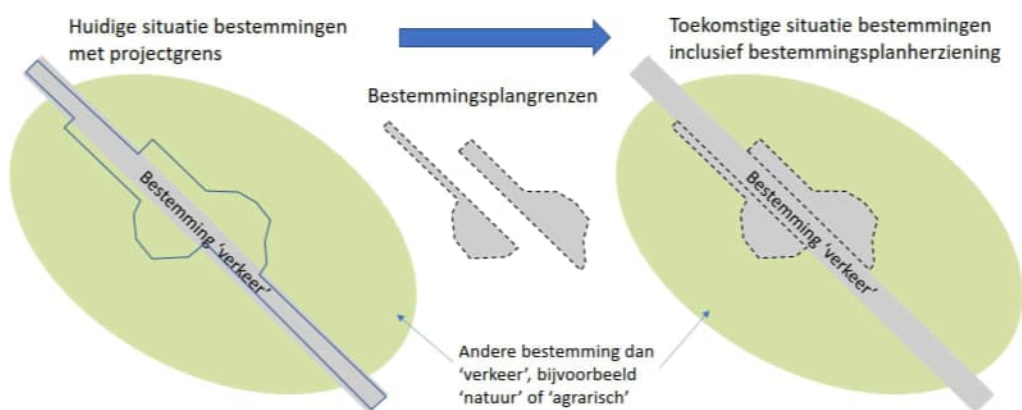 Huidige situatie bestemmingen
met projectgrens
Toekomstige situatie bestemmingen
inclusief bestemmingsplanherziening
Bestemmingsplangrenzen
Bestemming 'verkeer'
Bestemming 'verkeer'
Andere bestemming dan
'verkeer', bijvoorbeeld
'natuur' of 'agrarisch'